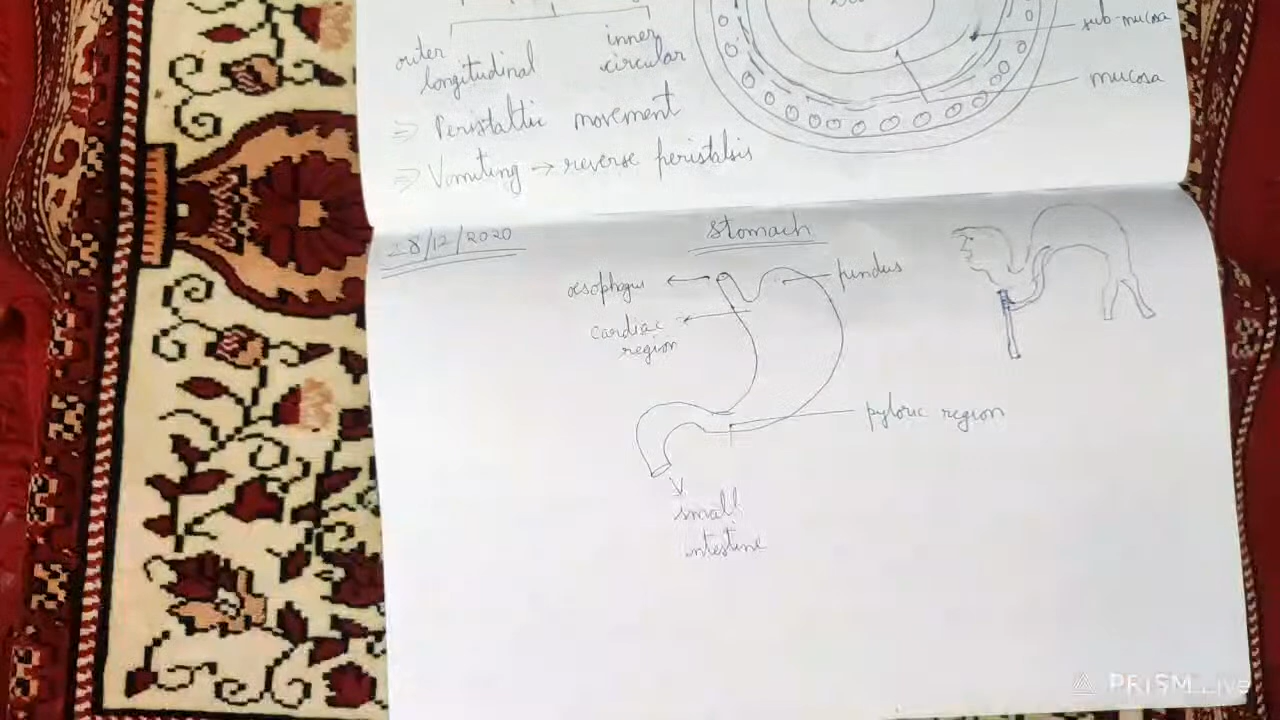 outer
longitudinal
inner
circular
sub-mucosa
mucosa
⇒ Peristaltic movement
⇒ Vomiting → reverse peristalsis
28/12/2020
Stomach
oesophagus
fundus
cardiac
region
pyloric region
small
intestine
PRISM Live